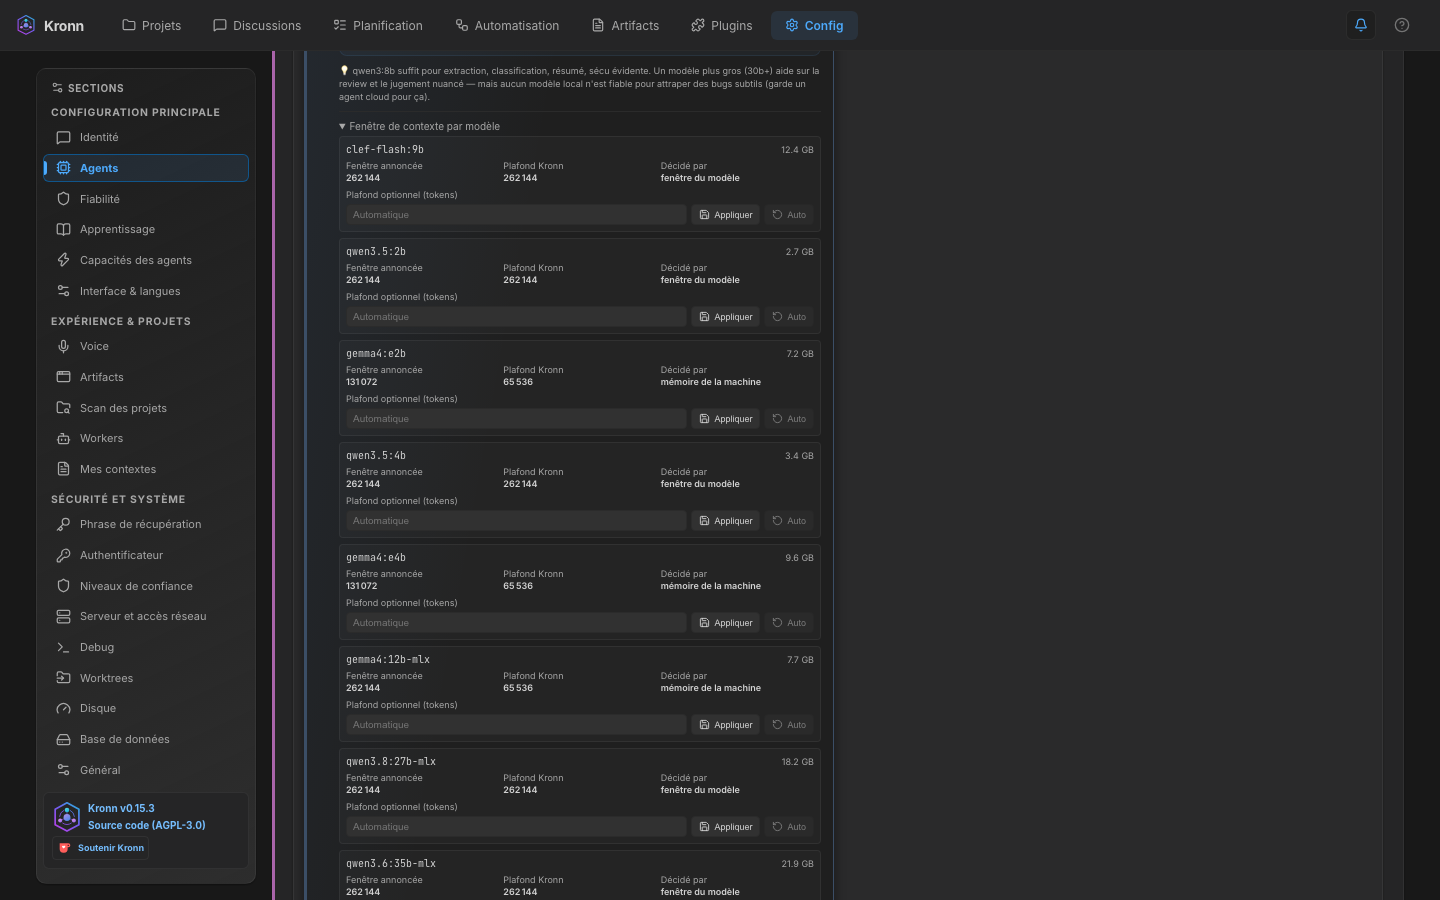 Kronn
Projets
Discussions
Planification
Automatisation
Artifacts
Plugins
Config
SECTIONS
CONFIGURATION PRINCIPALE
Identité
Agents
Fiabilité
Apprentissage
Capacités des agents
Interface & langues
EXPÉRIENCE & PROJETS
Voice
Artifacts
Scan des projets
Workers
Mes contextes
SÉCURITÉ ET SYSTÈME
Phrase de récupération
Authentificateur
Niveaux de confiance
Serveur et accès réseau
Debug
Worktrees
Disque
Base de données
Général
Kronn v0.15.3
Source code (AGPL-3.0)
Soutenir Kronn
qwen3:8b suffit pour extraction, classification, résumé, sécu évidente. Un modèle plus gros (30b+) aide sur la
review et le jugement nuancé — mais aucun modèle local n'est fiable pour attraper des bugs subtils (garde un
agent cloud pour ça).
▼ Fenêtre de contexte par modèle
clef-flash:9b 12.4 GB
Fenêtre annoncée Plafond Kronn Décidé par
262 144 262 144 fenêtre du modèle
Plafond optionnel (tokens)
Automatique Appliquer Auto
qwen3.5:2b 2.7 GB
Fenêtre annoncée Plafond Kronn Décidé par
262 144 262 144 fenêtre du modèle
Plafond optionnel (tokens)
Automatique Appliquer Auto
gemma4:e2b 7.2 GB
Fenêtre annoncée Plafond Kronn Décidé par
131 072 65 536 mémoire de la machine
Plafond optionnel (tokens)
Automatique Appliquer Auto
qwen3.5:4b 3.4 GB
Fenêtre annoncée Plafond Kronn Décidé par
262 144 262 144 fenêtre du modèle
Plafond optionnel (tokens)
Automatique Appliquer Auto
gemma4:e4b 9.6 GB
Fenêtre annoncée Plafond Kronn Décidé par
131 072 65 536 mémoire de la machine
Plafond optionnel (tokens)
Automatique Appliquer Auto
gemma4:12b-mlx 7.7 GB
Fenêtre annoncée Plafond Kronn Décidé par
262 144 65 536 mémoire de la machine
Plafond optionnel (tokens)
Automatique Appliquer Auto
qwen3.8:27b-mlx 18.2 GB
Fenêtre annoncée Plafond Kronn Décidé par
262 144 262 144 fenêtre du modèle
Plafond optionnel (tokens)
Automatique Appliquer Auto
qwen3.6:35b-mlx 21.9 GB
Fenêtre annoncée Plafond Kronn Décidé par
262 144 262 144 fenêtre du modèle